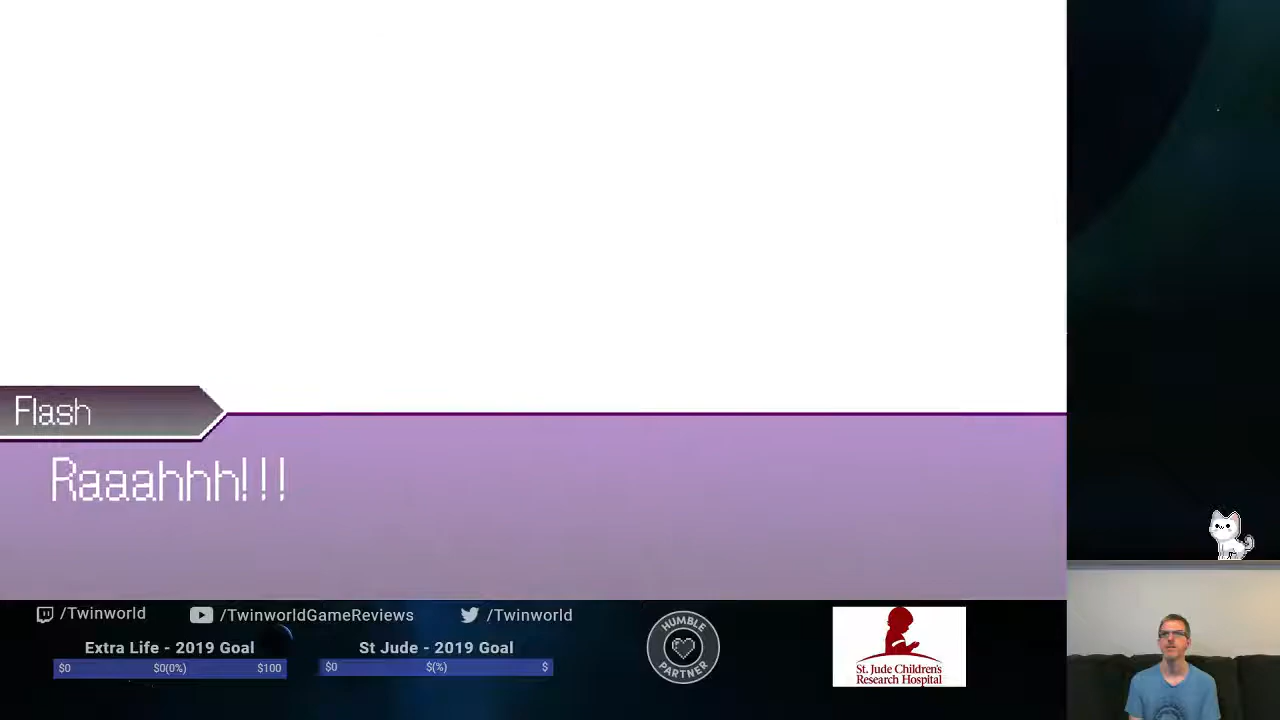 Flash
Raaahhh!!!
/Twinworld
/TwinworldGameReviews
/Twinworld
Extra Life - 2019 Goal
$0 $0(0%) $100
St Jude - 2019 Goal
$0 $(%) $
HUMBLE
PARTNER
St. Jude Children's
Research Hospital